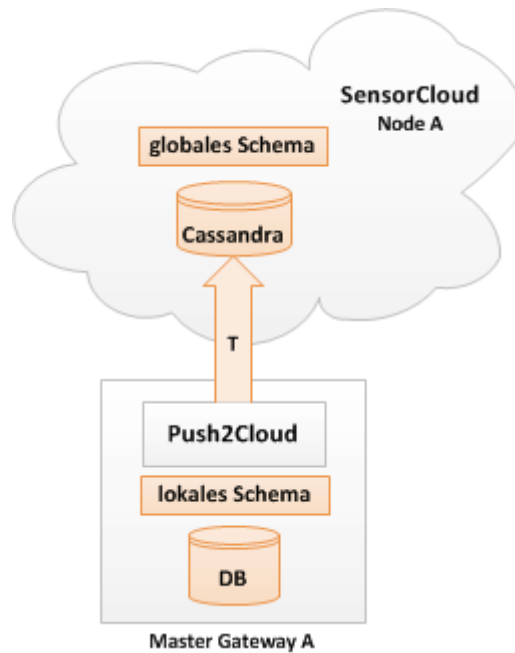 SensorCloud
Node A
globales Schema
Cassandra
T
Push2Cloud
lokales Schema
DB
Master Gateway A